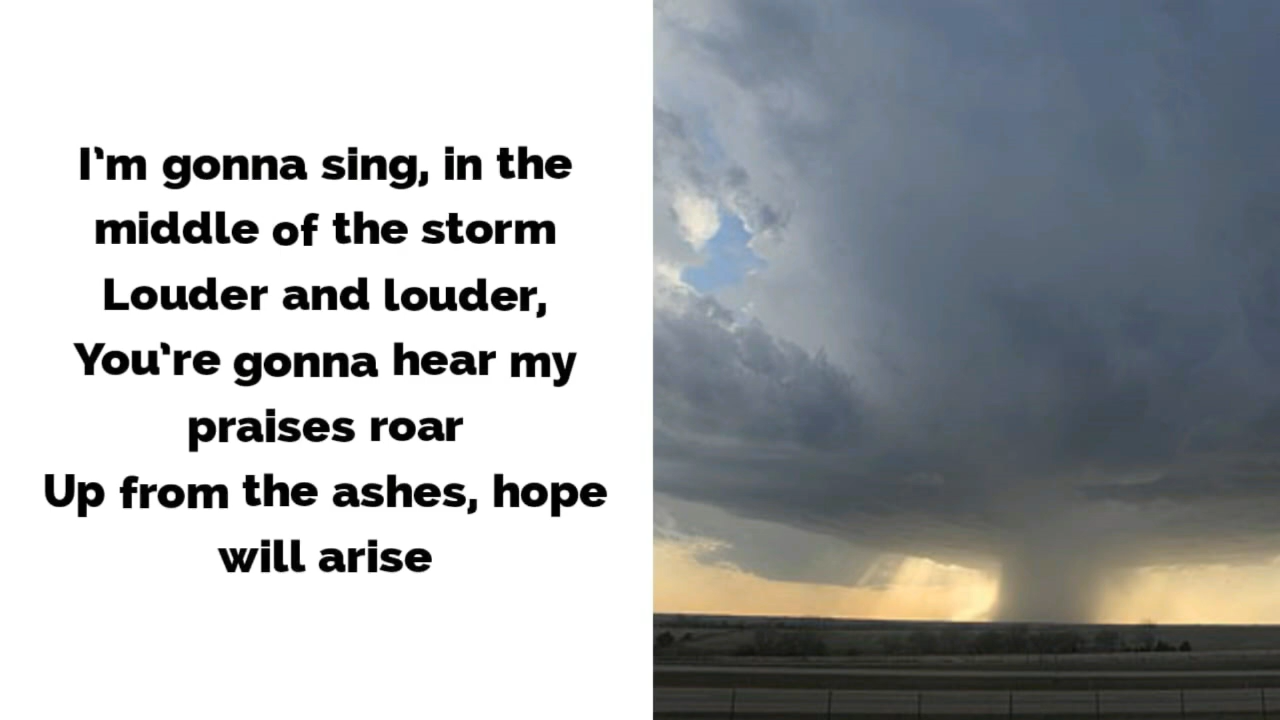 I'm gonna sing, in the
middle of the storm
Louder and louder,
You're gonna hear my
praises roar
Up from the ashes, hope
will arise